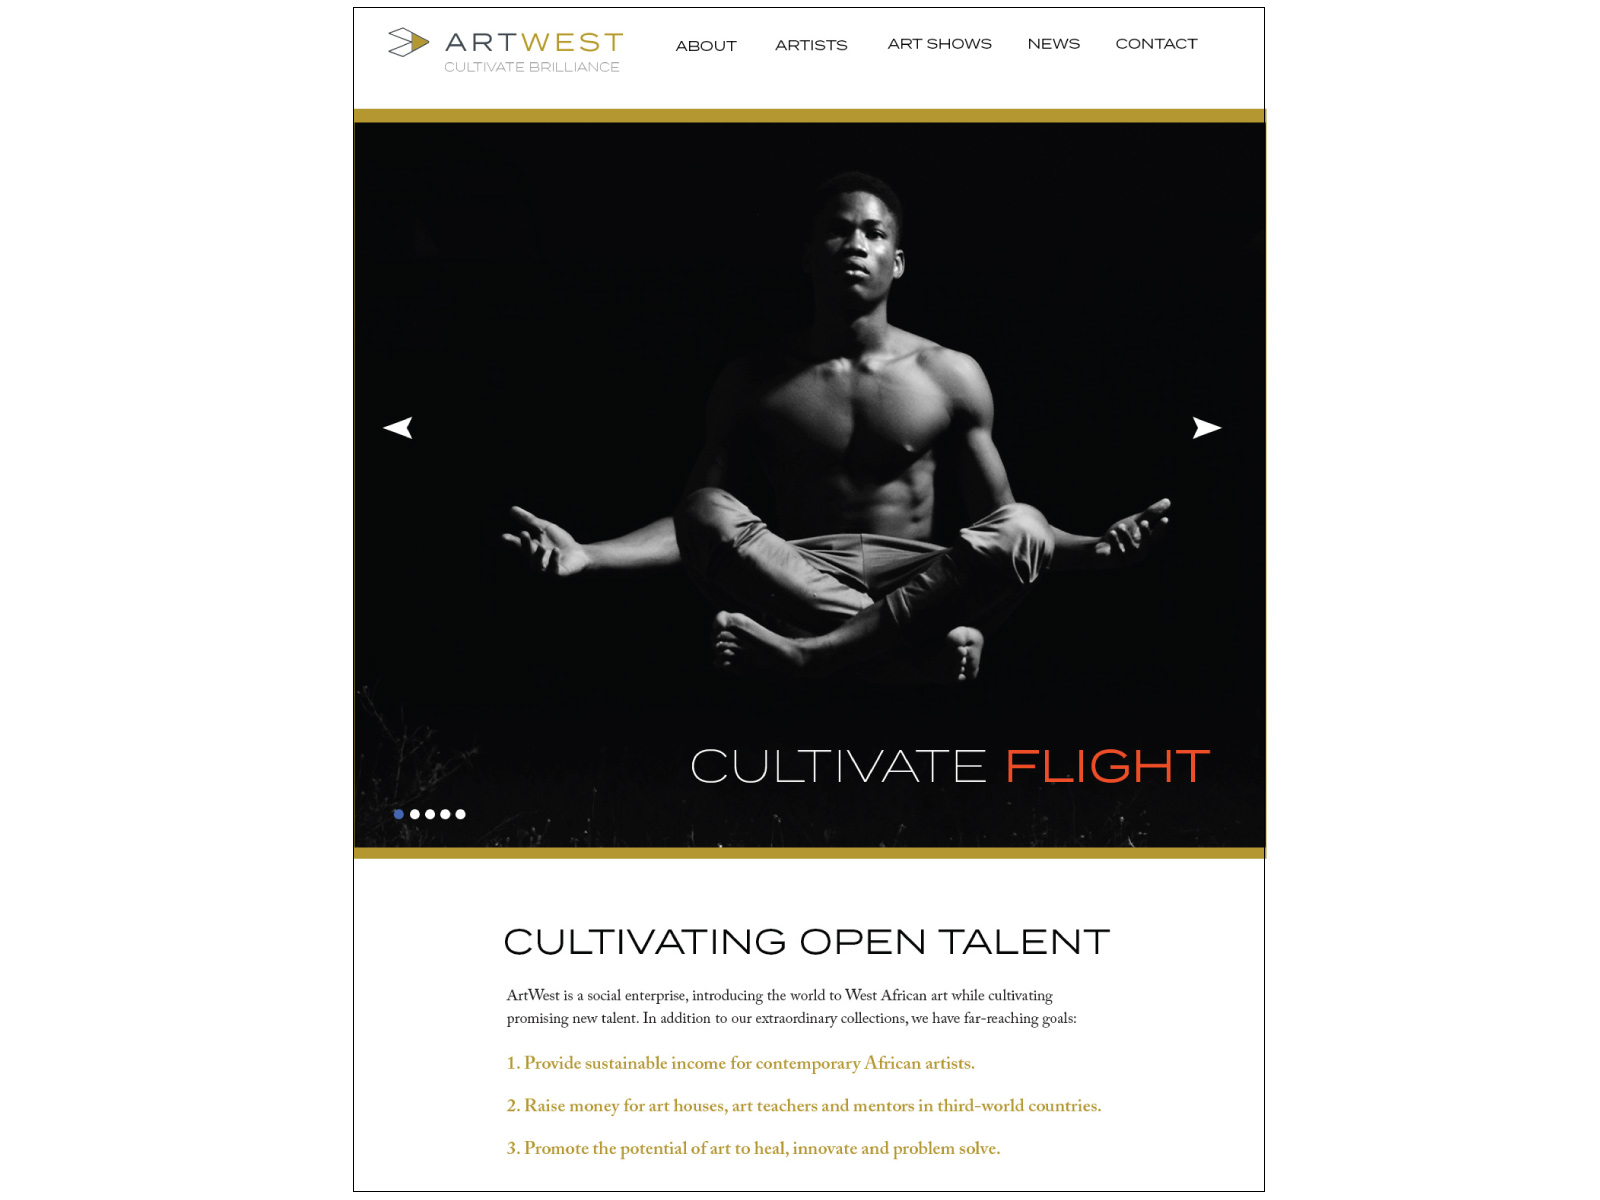 ARTWEST
CULTIVATE BRILLIANCE
ABOUT
ARTISTS
ART SHOWS
NEWS
CONTACT
CULTIVATE FLIGHT
CULTIVATING OPEN TALENT
ArtWest is a social enterprise, introducing the world to West African art while cultivating
promising new talent. In addition to our extraordinary collections, we have far-reaching goals:
1. Provide sustainable income for contemporary African artists.
2. Raise money for art houses, art teachers and mentors in third-world countries.
3. Promote the potential of art to heal, innovate and problem solve.